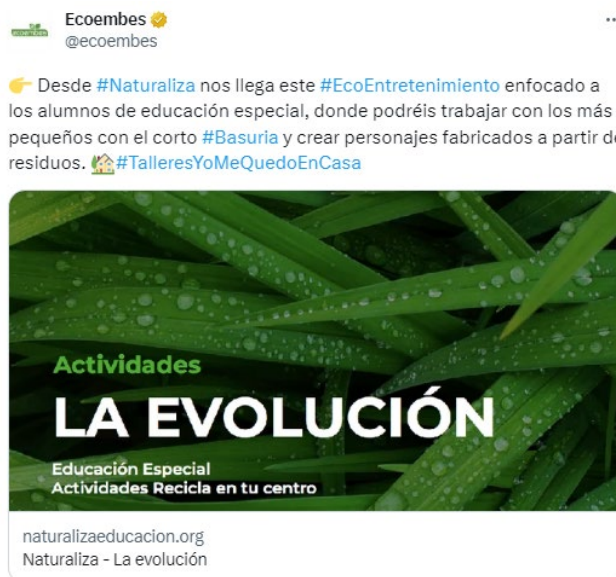 Ecoembes
@ecoembes
👉 Desde #Naturaliza nos llega este #EcoEntretenimiento enfocado a
los alumnos de educación especial, donde podréis trabajar con los más
pequeños con el corto #Basuria y crear personajes fabricados a partir de
residuos. 🏡#TalleresYoMeQuedoEnCasa
Actividades
LA EVOLUCIÓN
Educación Especial
Actividades Recicla en tu centro
naturalizaeducacion.org
Naturaliza - La evolución